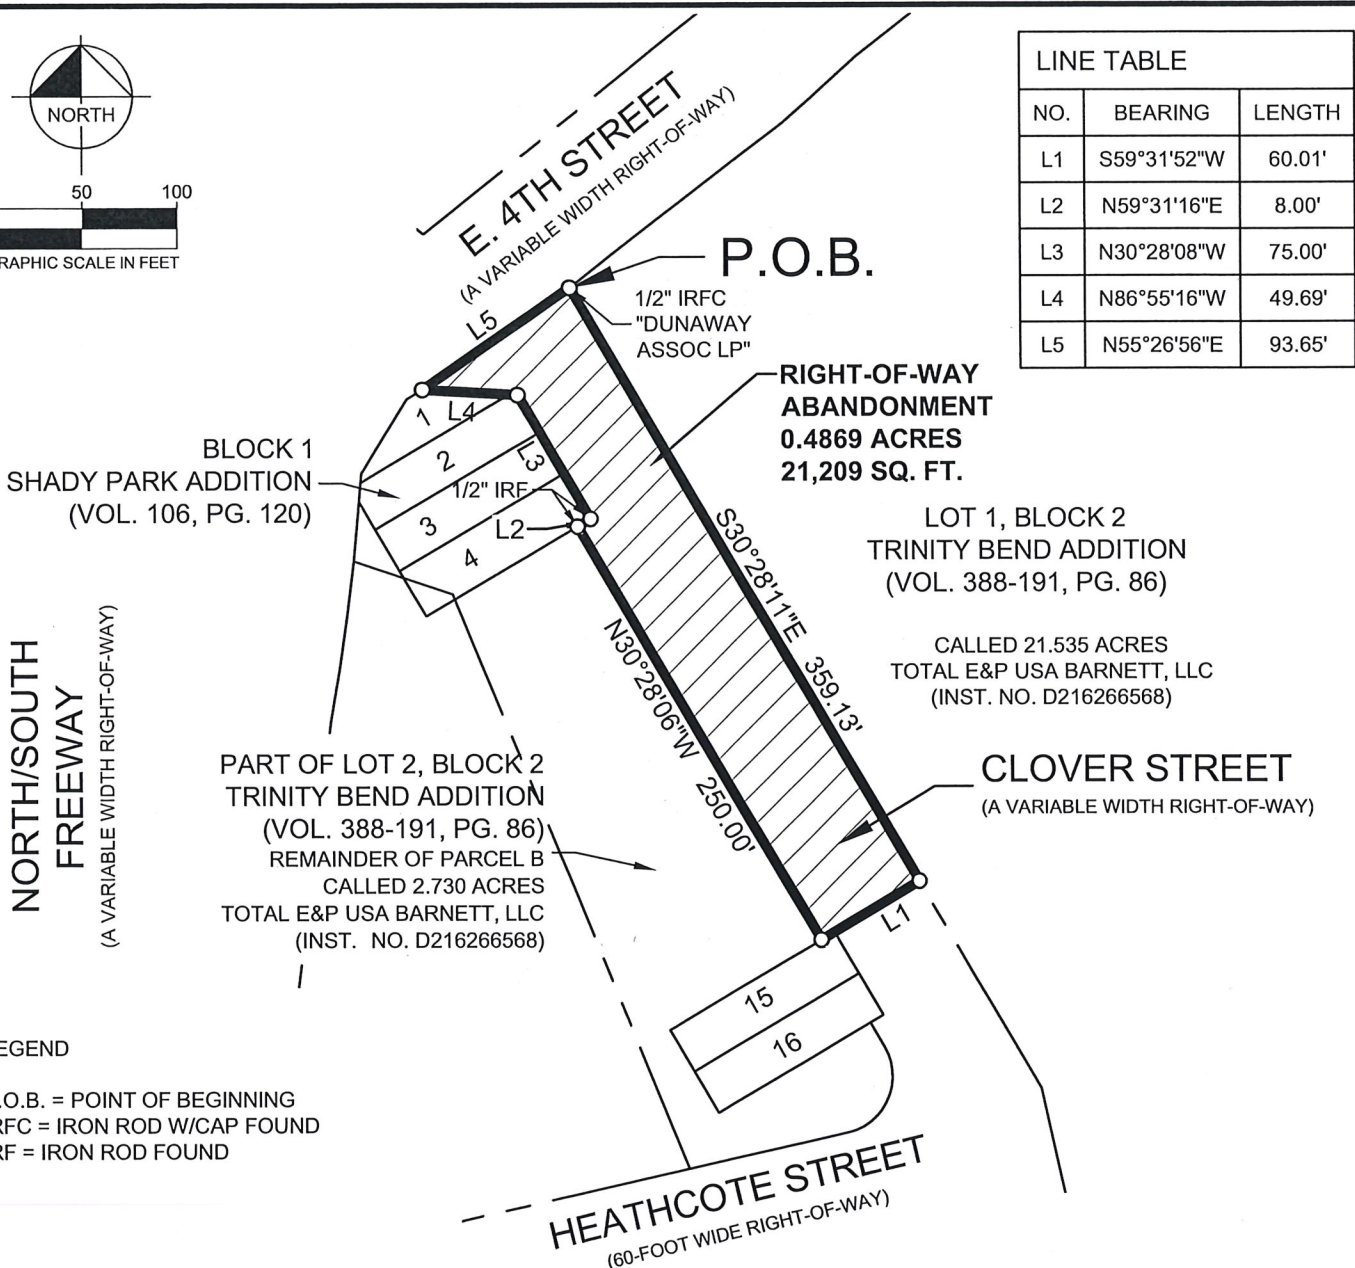 NORTH
50 100
RAPHIC SCALE IN FEET
E. 4TH STREET
(A VARIABLE WIDTH RIGHT-OF-WAY)
LINE TABLE
NO. BEARING LENGTH
L1 S59°31'52"W 60.01'
L2 N59°31'16"E 8.00'
L3 N30°28'08"W 75.00'
L4 N86°55'16"W 49.69'
L5 N55°26'56"E 93.65'
P.O.B.
1/2" IRFC
"DUNAWAY
ASSOC LP"
L5
RIGHT-OF-WAY
ABANDONMENT
0.4869 ACRES
21,209 SQ. FT.
1
L4
2
L3
3
1/2" IRF
L2
4
BLOCK 1
SHADY PARK ADDITION
(VOL. 106, PG. 120)
LOT 1, BLOCK 2
TRINITY BEND ADDITION
(VOL. 388-191, PG. 86)
CALLED 21.535 ACRES
TOTAL E&P USA BARNETT, LLC
(INST. NO. D216266568)
S30°28'11"E 359.13'
N30°28'06"W 250.00'
NORTH/SOUTH
FREEWAY
(A VARIABLE WIDTH RIGHT-OF-WAY)
PART OF LOT 2, BLOCK 2
TRINITY BEND ADDITION
(VOL. 388-191, PG. 86)
REMAINDER OF PARCEL B
CALLED 2.730 ACRES
TOTAL E&P USA BARNETT, LLC
(INST. NO. D216266568)
CLOVER STREET
(A VARIABLE WIDTH RIGHT-OF-WAY)
L1
15
16
EGEND
.O.B. = POINT OF BEGINNING
RFC = IRON ROD W/CAP FOUND
RF = IRON ROD FOUND
HEATHCOTE STREET
(60-FOOT WIDE RIGHT-OF-WAY)